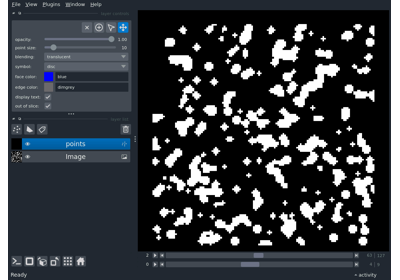 File View Plugins Window Help
opacity: 1.00
point size: 10
blending: translucent
symbol: disc
face color: blue
edge color: dimgrey
display text:
out of slice:
points
Image
2
0
Ready
activity